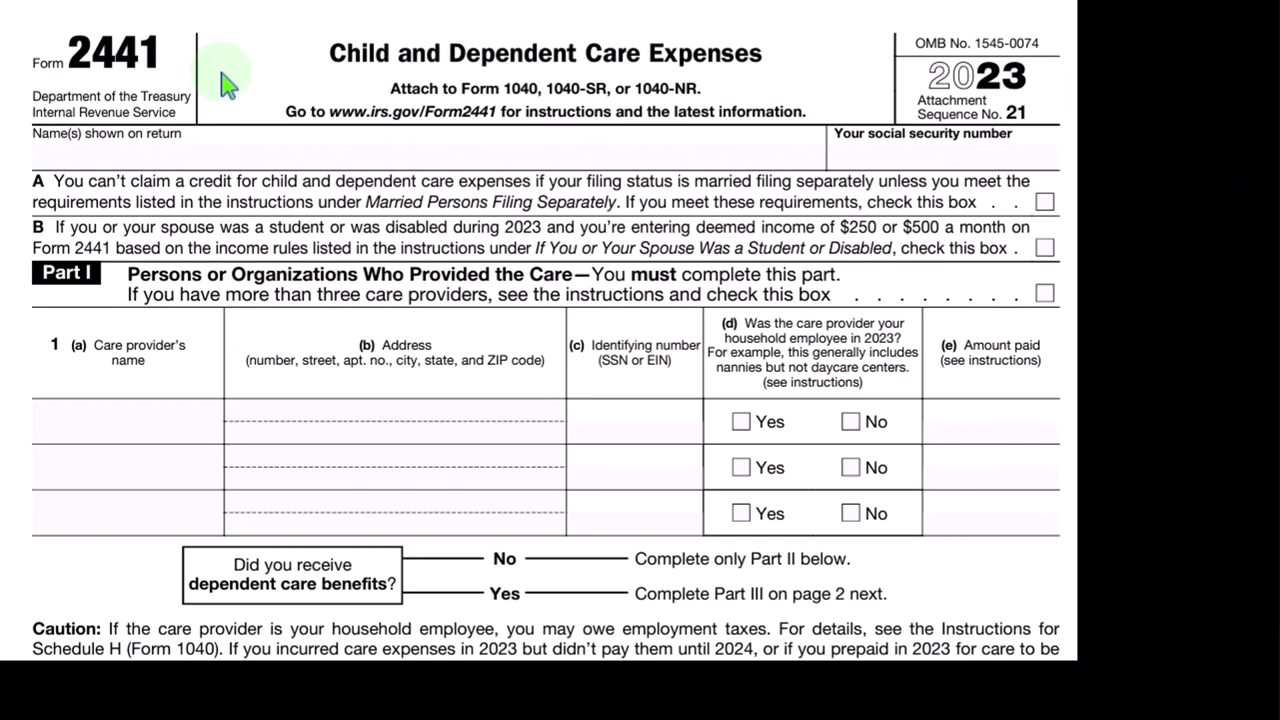 Form 2441
Department of the Treasury
Internal Revenue Service
Child and Dependent Care Expenses
Attach to Form 1040, 1040-SR, or 1040-NR.
Go to www.irs.gov/Form2441 for instructions and the latest information.
OMB No. 1545-0074
2023
Attachment
Sequence No. 21
Name(s) shown on return
Your social security number
A You can't claim a credit for child and dependent care expenses if your filing status is married filing separately unless you meet the
requirements listed in the instructions under Married Persons Filing Separately. If you meet these requirements, check this box . .
B If you or your spouse was a student or was disabled during 2023 and you're entering deemed income of $250 or $500 a month on
Form 2441 based on the income rules listed in the instructions under If You or Your Spouse Was a Student or Disabled, check this box .
Part I Persons or Organizations Who Provided the Care—You must complete this part.
If you have more than three care providers, see the instructions and check this box . . . . . . . .
1 (a) Care provider's
name
(b) Address
(number, street, apt. no., city, state, and ZIP code)
(c) Identifying number
(SSN or EIN)
(d) Was the care provider your
household employee in 2023?
For example, this generally includes
nannies but not daycare centers.
(see instructions)
(e) Amount paid
(see instructions)
Yes No
Yes No
Yes No
Did you receive
dependent care benefits?
No Complete only Part II below.
Yes Complete Part III on page 2 next.
Caution: If the care provider is your household employee, you may owe employment taxes. For details, see the Instructions for
Schedule H (Form 1040). If you incurred care expenses in 2023 but didn't pay them until 2024, or if you prepaid in 2023 for care to be